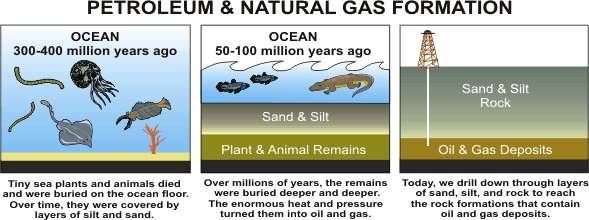 PETROLEUM & NATURAL GAS FORMATION
OCEAN
300-400 million years ago
Tiny sea plants and animals died
and were buried on the ocean floor.
Over time, they were covered by
layers of silt and sand.
OCEAN
50-100 million years ago
Sand & Silt
Plant & Animal Remains
Over millions of years, the remains
were buried deeper and deeper.
The enormous heat and pressure
turned them into oil and gas.
Sand & Silt
Rock
Oil & Gas Deposits
Today, we drill down through layers
of sand, silt, and rock to reach
the rock formations that contain
oil and gas deposits.